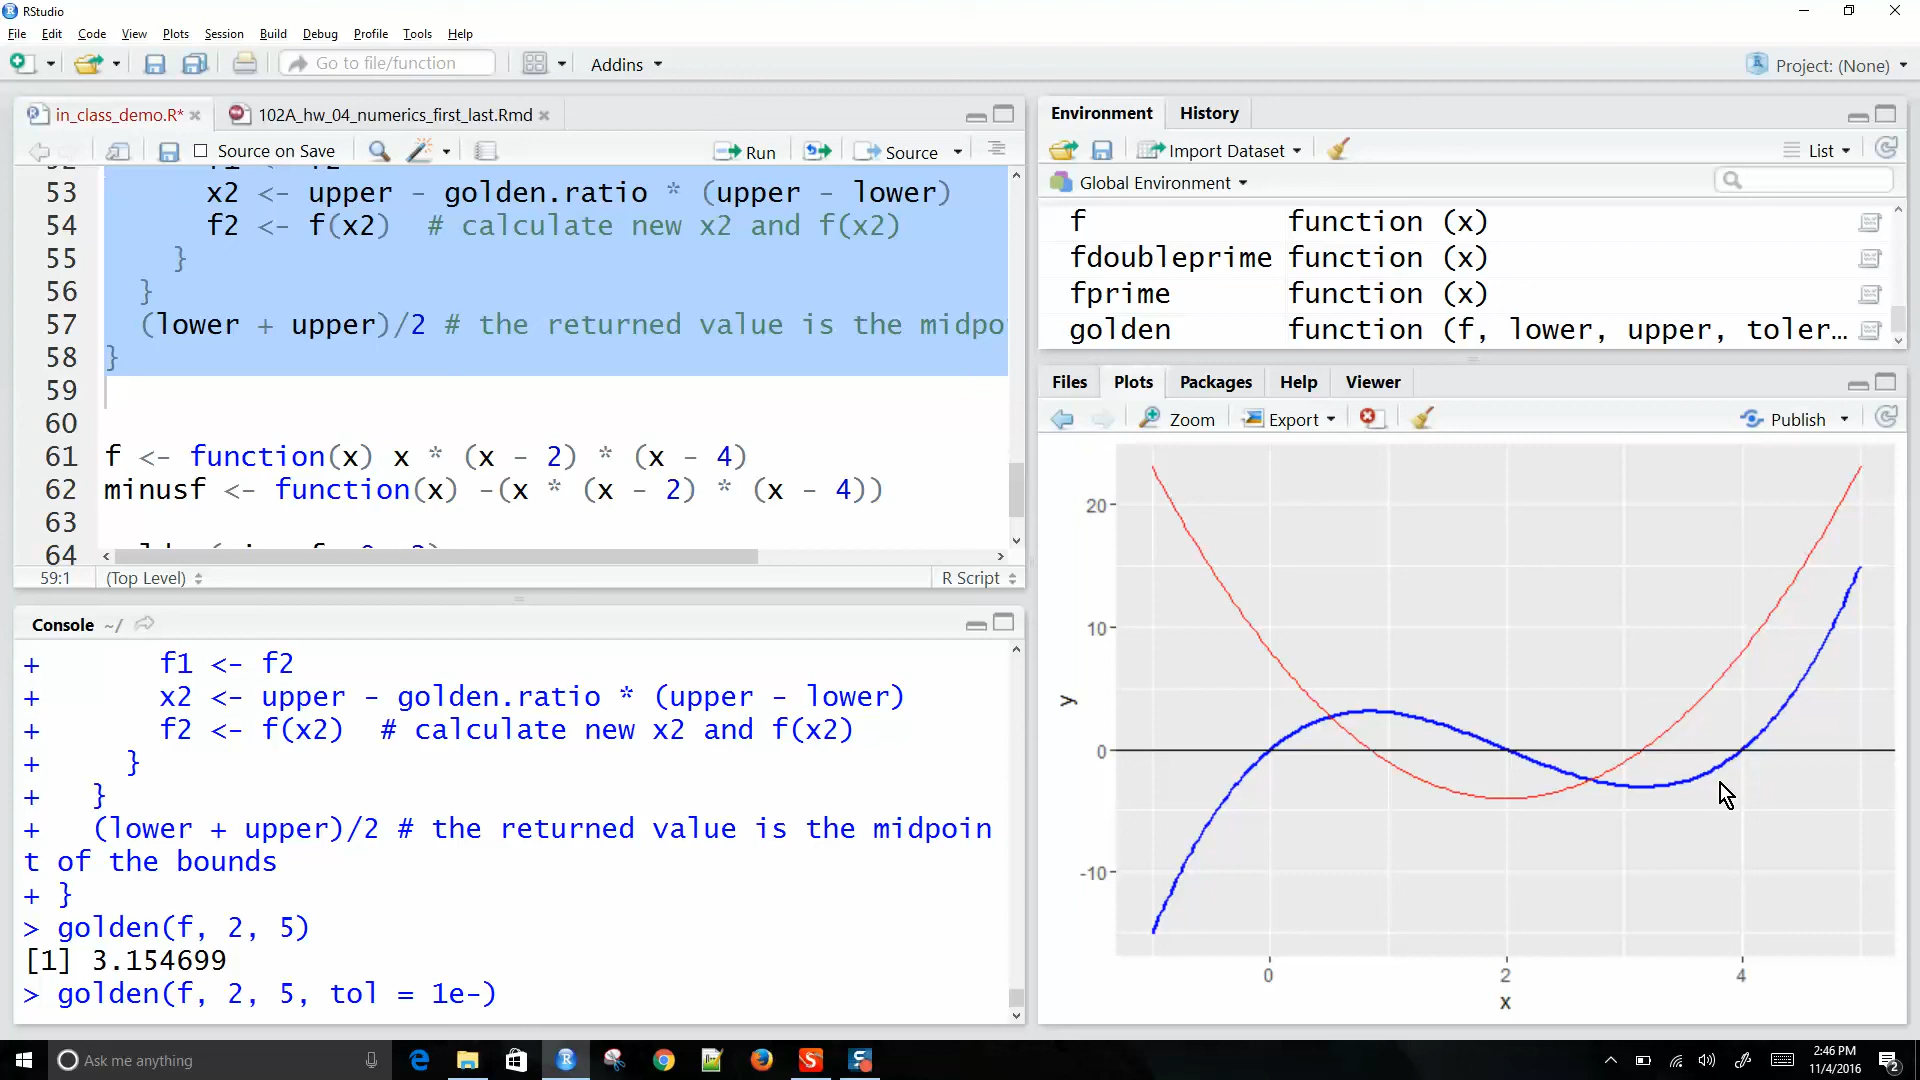 RStudio
File Edit Code View Plots Session Build Debug Profile Tools Help
Go to file/function Addins Project: (None)
in_class_demo.R* 102A_hw_04_numerics_first_last.Rmd
Source on Save Run Source
53 x2 <- upper - golden.ratio * (upper - lower)
54 f2 <- f(x2)  # calculate new x2 and f(x2)
55 }
56 }
57 (lower + upper)/2 # the returned value is the midpo
58 }
59
60
61 f <- function(x) x * (x - 2) * (x - 4)
62 minusf <- function(x) -(x * (x - 2) * (x - 4))
63
64
59:1 (Top Level) R Script
Console ~/
+ f1 <- f2
+ x2 <- upper - golden.ratio * (upper - lower)
+ f2 <- f(x2)  # calculate new x2 and f(x2)
+ }
+ }
+ (lower + upper)/2 # the returned value is the midpoin
t of the bounds
+ }
> golden(f, 2, 5)
[1] 3.154699
> golden(f, 2, 5, tol = 1e-)
Environment History
Import Dataset List
Global Environment
f function (x)
fdoubleprime function (x)
fprime function (x)
golden function (f, lower, upper, toler…
Files Plots Packages Help Viewer
Zoom Export Publish
20
10
0
-10
y
0 2 4
x
Ask me anything
2:46 PM
11/4/2016
2